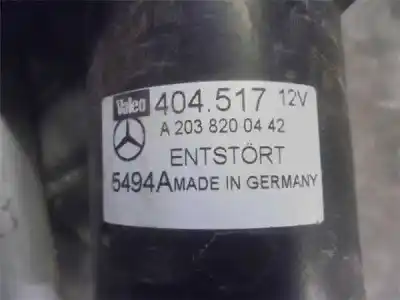 Valeo 404.517 12V
A 203 820 04 42
ENTSTÖRT
5494A MADE IN GERMANY